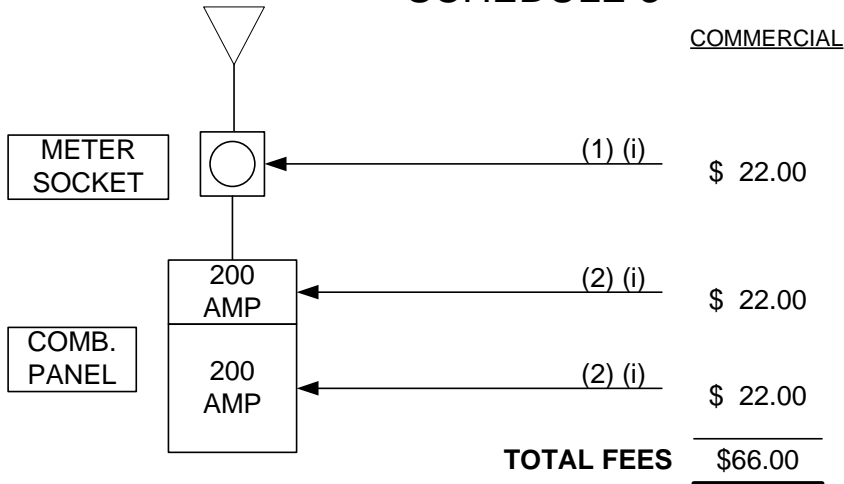 COMMERCIAL
METER
SOCKET
(1) (i)
$ 22.00
200
AMP
(2) (i)
$ 22.00
COMB.
PANEL
200
AMP
(2) (i)
$ 22.00
TOTAL FEES $66.00